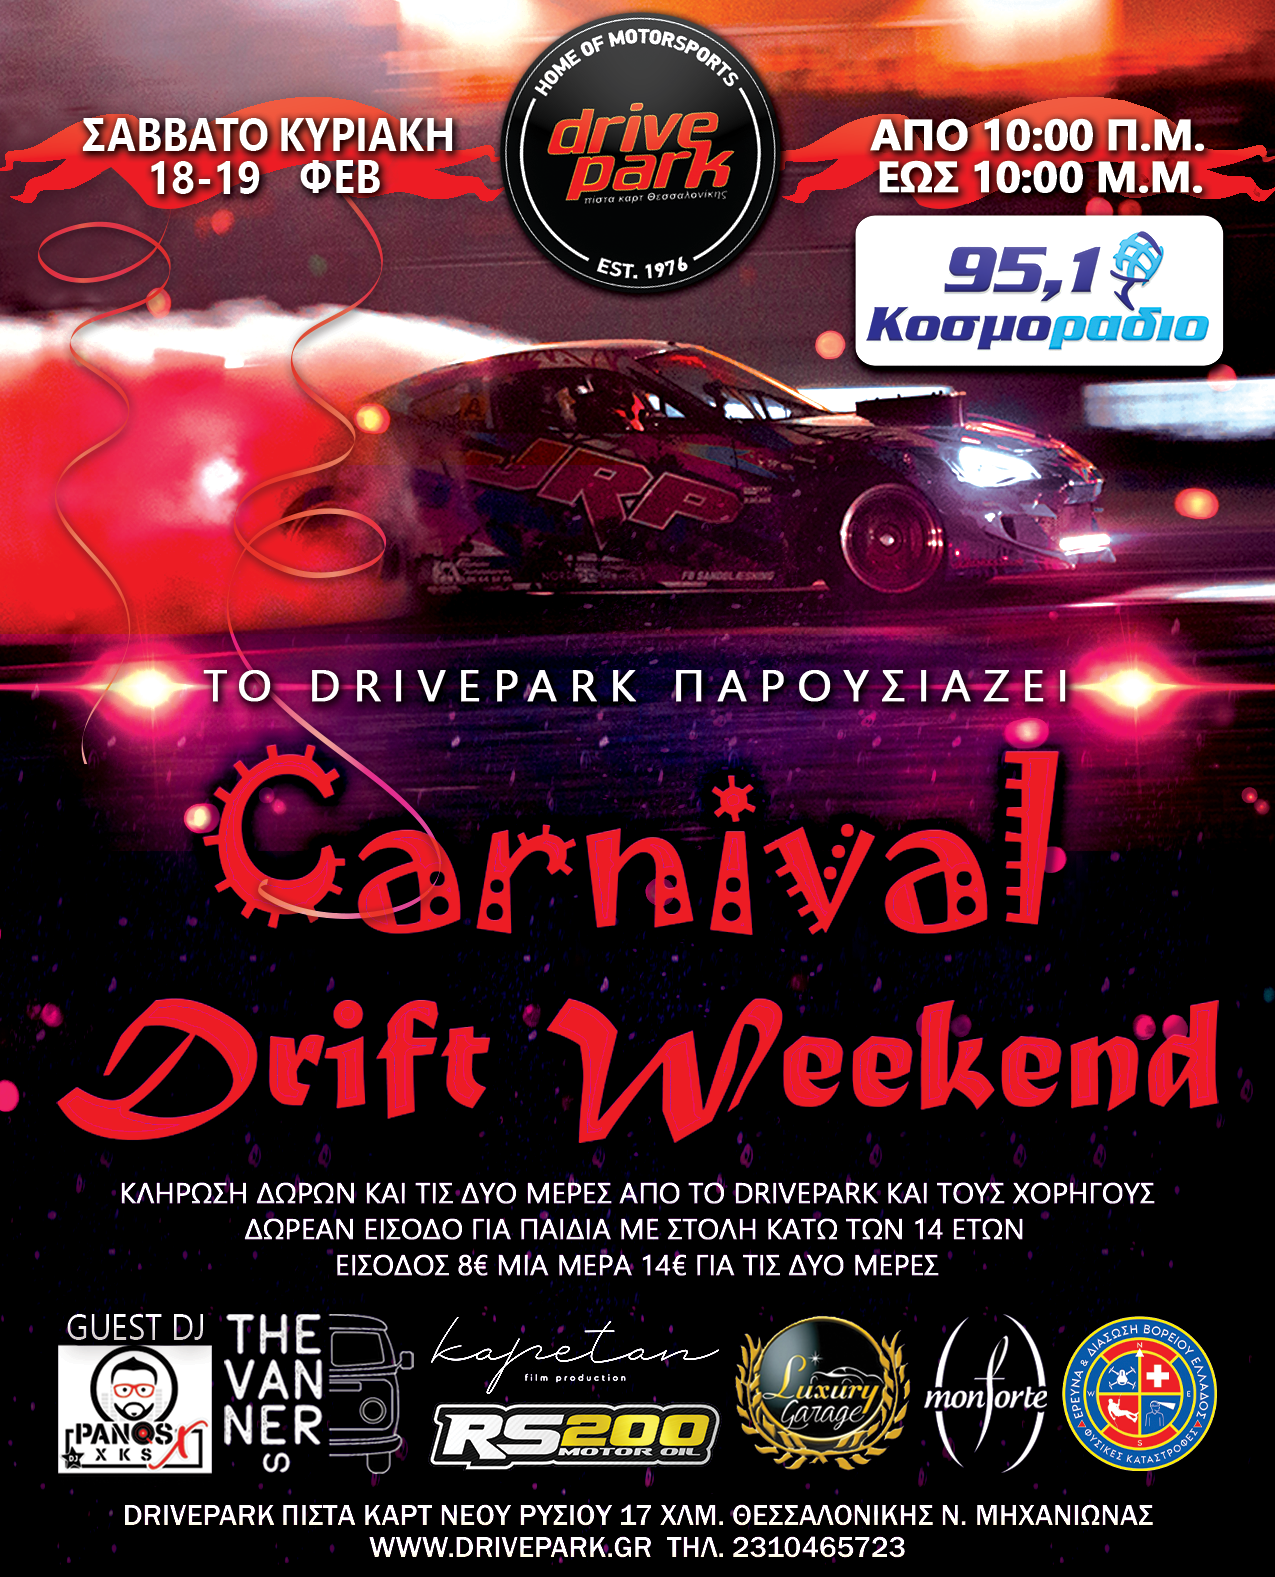 HOME OF MOTORSPORTS
drive
park
πίστα καρτ Θεσσαλονίκης
EST. 1976
ΣΑΒΒΑΤΟ ΚΥΡΙΑΚΗ
18-19 ΦΕΒ
ΑΠΟ 10:00 Π.Μ.
ΕΩΣ 10:00 Μ.Μ.
95,1
Κοσμοραδιο
JRP
FB SANDBLÆSNING
ΤΟ DRIVEPARK ΠΑΡΟΥΣΙΑΖΕΙ
Carnival
Drift Weekend
ΚΛΗΡΩΣΗ ΔΩΡΩΝ ΚΑΙ ΤΙΣ ΔΥΟ ΜΕΡΕΣ ΑΠΟ ΤΟ DRIVEPARK ΚΑΙ ΤΟΥΣ ΧΟΡΗΓΟΥΣ
ΔΩΡΕΑΝ ΕΙΣΟΔΟ ΓΙΑ ΠΑΙΔΙΑ ΜΕ ΣΤΟΛΗ ΚΑΤΩ ΤΩΝ 14 ΕΤΩΝ
ΕΙΣΟΔΟΣ 8€ ΜΙΑ ΜΕΡΑ 14€ ΓΙΑ ΤΙΣ ΔΥΟ ΜΕΡΕΣ
GUEST DJ
PANOS X
XKS
DJ
THE
VAN
NER
S
kapetan
film production
RS200
MOTOR OIL
Luxury
Garage
monforte
ΕΡΕΥΝΑ & ΔΙΑΣΩΣΗ ΒΟΡΕΙΟΥ ΕΛΛΑΔΟΣ
ΦΥΣΙΚΕΣ ΚΑΤΑΣΤΡΟΦΕΣ
N
W E
S
DRIVEPARK ΠΙΣΤΑ ΚΑΡΤ ΝΕΟΥ ΡΥΣΙΟΥ 17 ΧΛΜ. ΘΕΣΣΑΛΟΝΙΚΗΣ Ν. ΜΗΧΑΝΙΩΝΑΣ
WWW.DRIVEPARK.GR ΤΗΛ. 2310465723